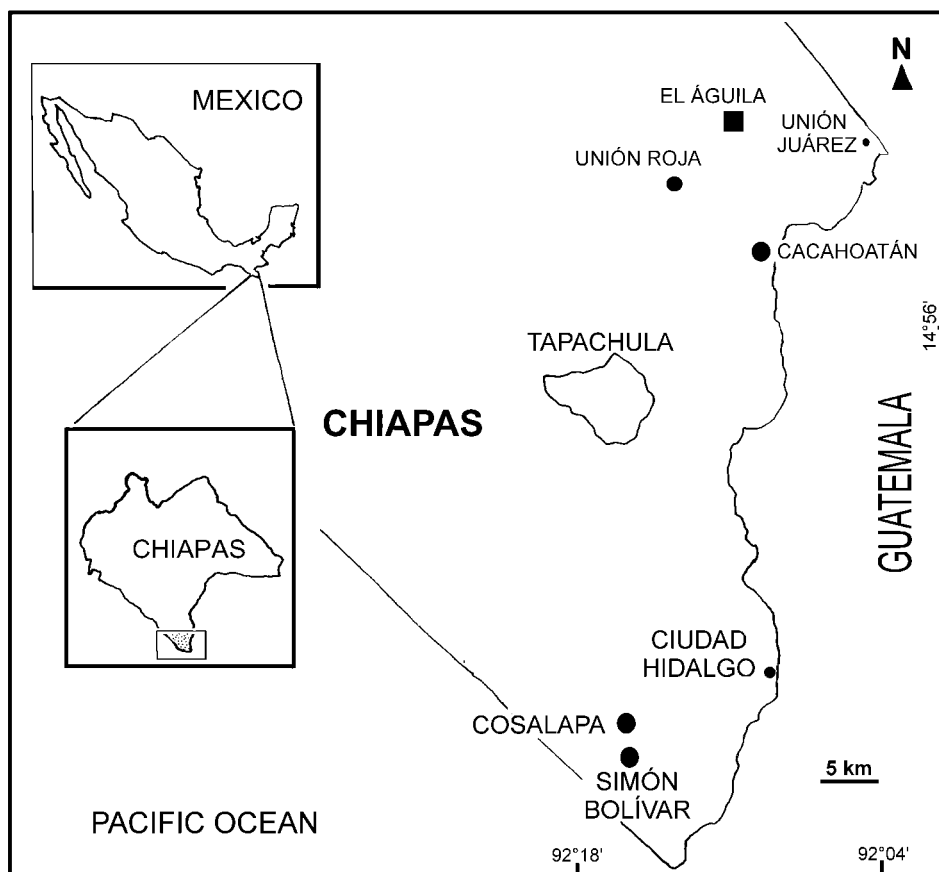 MEXICO
N
EL ÁGUILA
UNIÓN
JUÁREZ
UNIÓN ROJA
CACAHOATÁN
14°56'
TAPACHULA
CHIAPAS
GUATEMALA
CHIAPAS
CIUDAD
HIDALGO
COSALAPA
SIMÓN
BOLÍVAR
5 km
PACIFIC OCEAN
92°18'
92°04'